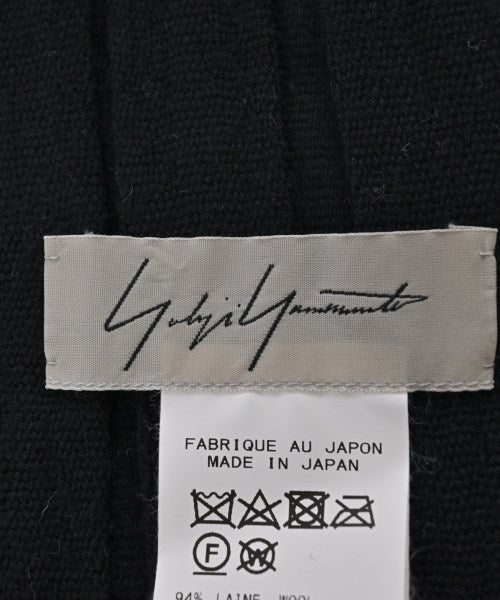 Yohji Yamamoto
FABRIQUE AU JAPON
MADE IN JAPAN
F W
94% LAINE WOOL